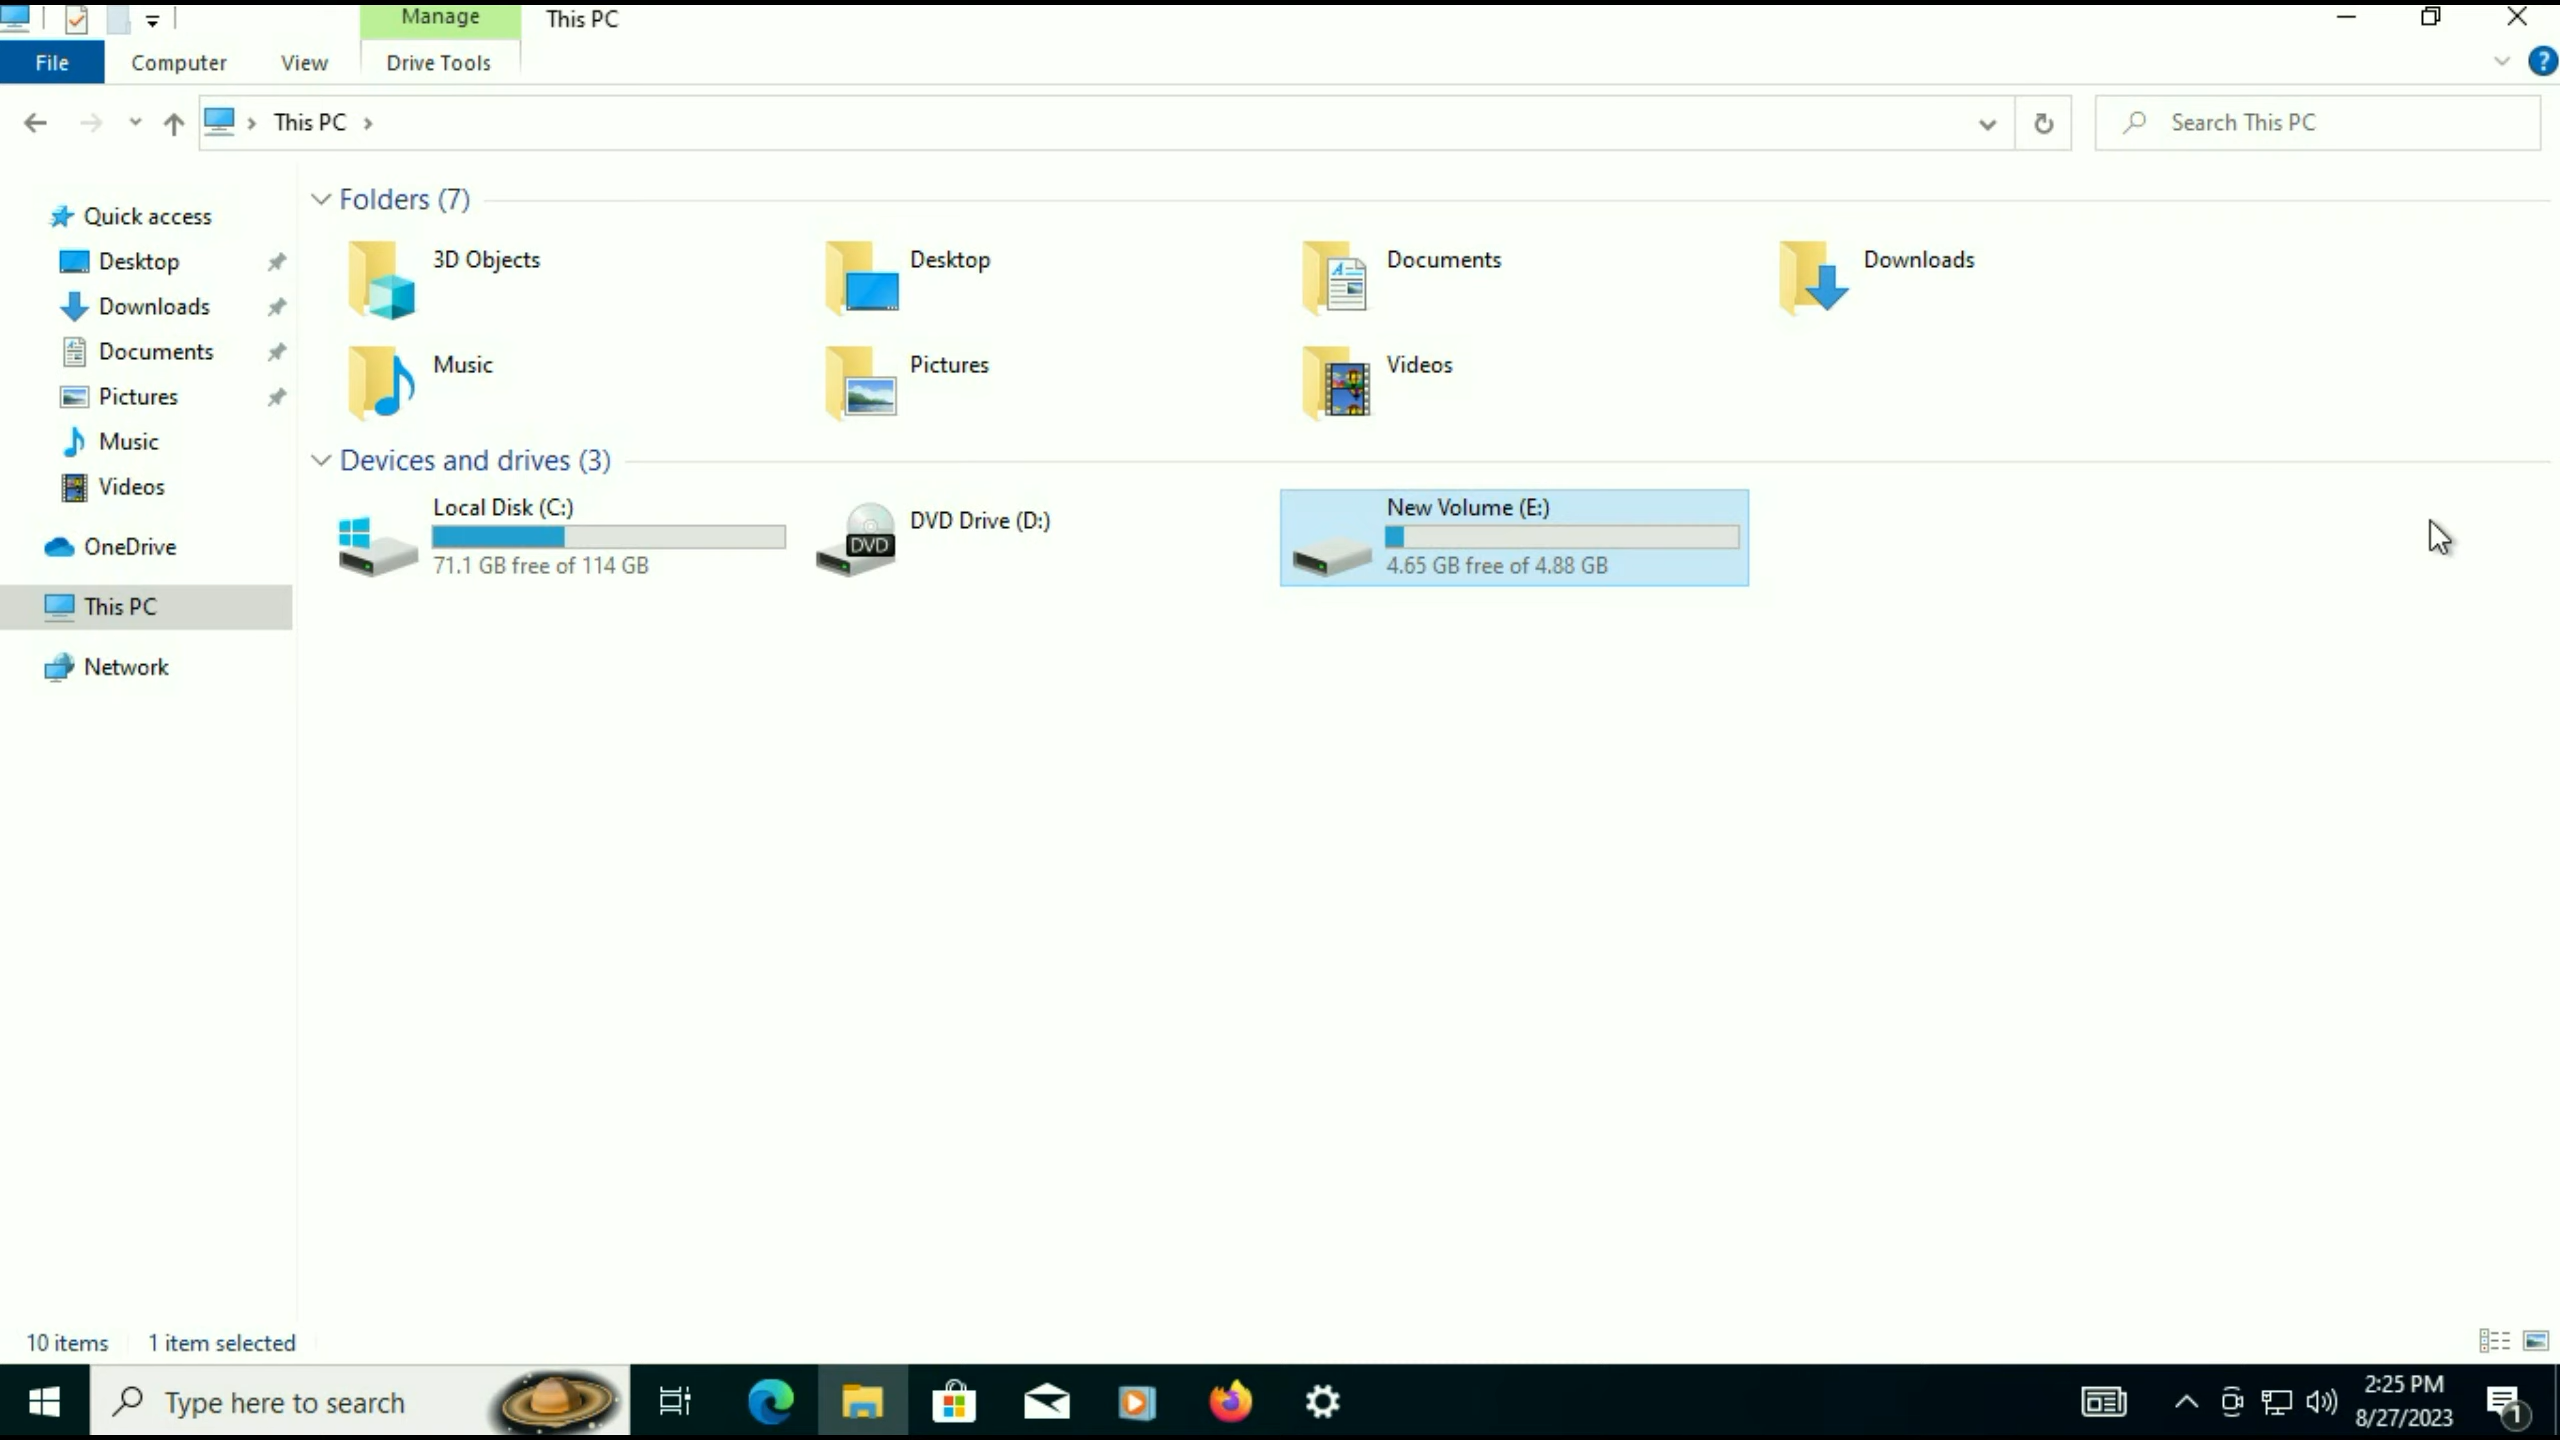 Manage
This PC
File
Computer
View
Drive Tools
This PC
Search This PC
Quick access
Desktop
Downloads
Documents
Pictures
Music
Videos
OneDrive
This PC
Network
Folders (7)
3D Objects
Desktop
Documents
Downloads
Music
Pictures
Videos
Devices and drives (3)
Local Disk (C:)
71.1 GB free of 114 GB
DVD Drive (D:)
DVD
New Volume (E:)
4.65 GB free of 4.88 GB
10 items
1 item selected
Type here to search
2:25 PM
8/27/2023
1